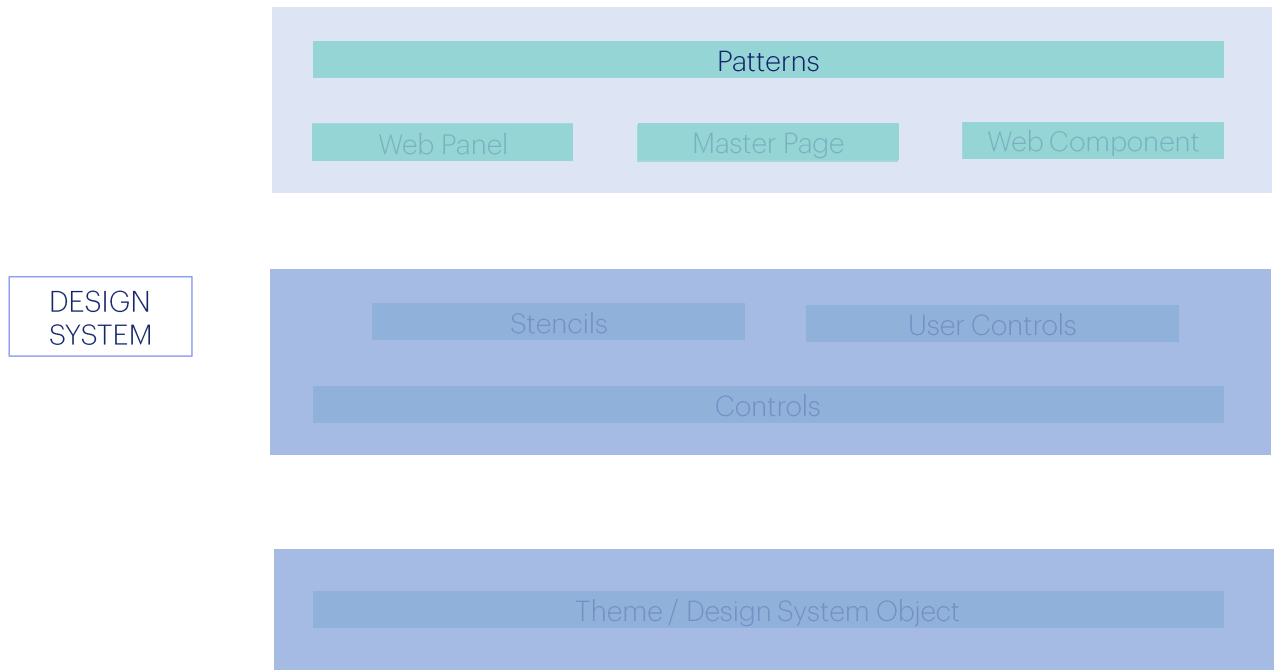 Patterns
Web Panel
Master Page
Web Component
DESIGN
SYSTEM
Stencils
User Controls
Controls
Theme / Design System Object